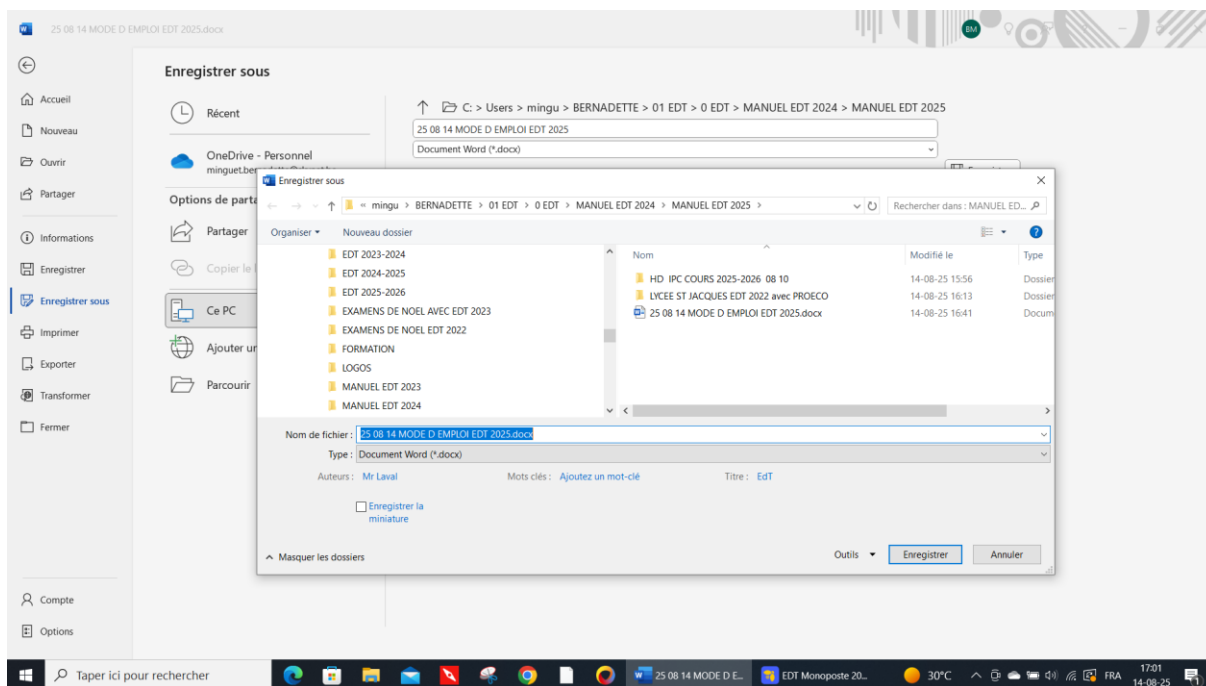 25 08 14 MODE D EMPLOI EDT 2025.docx
BM
Enregistrer sous
Accueil
Nouveau
Ouvrir
Partager
Informations
Enregistrer
Enregistrer sous
Imprimer
Exporter
Transformer
Fermer
Compte
Options
Récent
OneDrive - Personnel
Options de parta
Partager
Copier le l
Ce PC
Ajouter un
Parcourir
C: > Users > mingu > BERNADETTE > 01 EDT > 0 EDT > MANUEL EDT 2024 > MANUEL EDT 2025
25 08 14 MODE D EMPLOI EDT 2025
Document Word (*.docx)
Enregistrer sous
« mingu > BERNADETTE > 01 EDT > 0 EDT > MANUEL EDT 2024 > MANUEL EDT 2025 >
Rechercher dans : MANUEL ED...
Organiser
Nouveau dossier
EDT 2023-2024
EDT 2024-2025
EDT 2025-2026
EXAMENS DE NOEL AVEC EDT 2023
EXAMENS DE NOEL EDT 2022
FORMATION
LOGOS
MANUEL EDT 2023
MANUEL EDT 2024
Nom Modifié le Type
HD IPC COURS 2025-2026 08 10 14-08-25 15:56 Dossier
LYCEE ST JACQUES EDT 2022 avec PROECO 14-08-25 16:13 Dossier
25 08 14 MODE D EMPLOI EDT 2025.docx 14-08-25 16:41 Docum
Nom de fichier : 25 08 14 MODE D EMPLOI EDT 2025.docx
Type : Document Word (*.docx)
Auteurs : Mr Laval Mots clés : Ajoutez un mot-clé Titre : EdT
Enregistrer la
miniature
Masquer les dossiers
Outils Enregistrer Annuler
Taper ici pour rechercher
25 08 14 MODE D E...
EDT Monoposte 20...
30°C
FRA
17:01
14-08-25